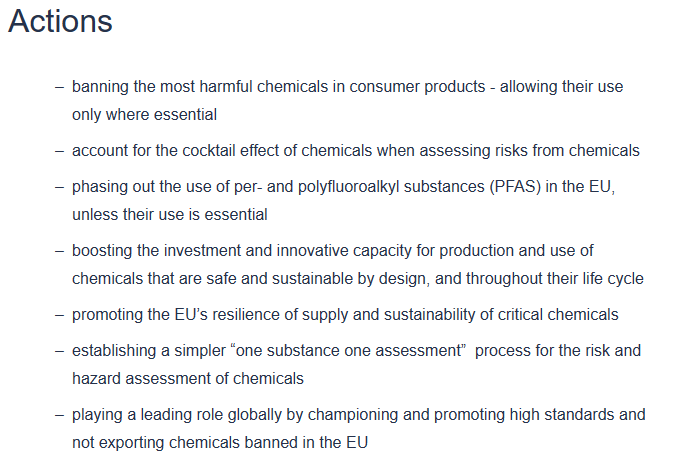 Actions
– banning the most harmful chemicals in consumer products - allowing their use
only where essential
– account for the cocktail effect of chemicals when assessing risks from chemicals
– phasing out the use of per- and polyfluoroalkyl substances (PFAS) in the EU,
unless their use is essential
– boosting the investment and innovative capacity for production and use of
chemicals that are safe and sustainable by design, and throughout their life cycle
– promoting the EU’s resilience of supply and sustainability of critical chemicals
– establishing a simpler “one substance one assessment”  process for the risk and
hazard assessment of chemicals
– playing a leading role globally by championing and promoting high standards and
not exporting chemicals banned in the EU